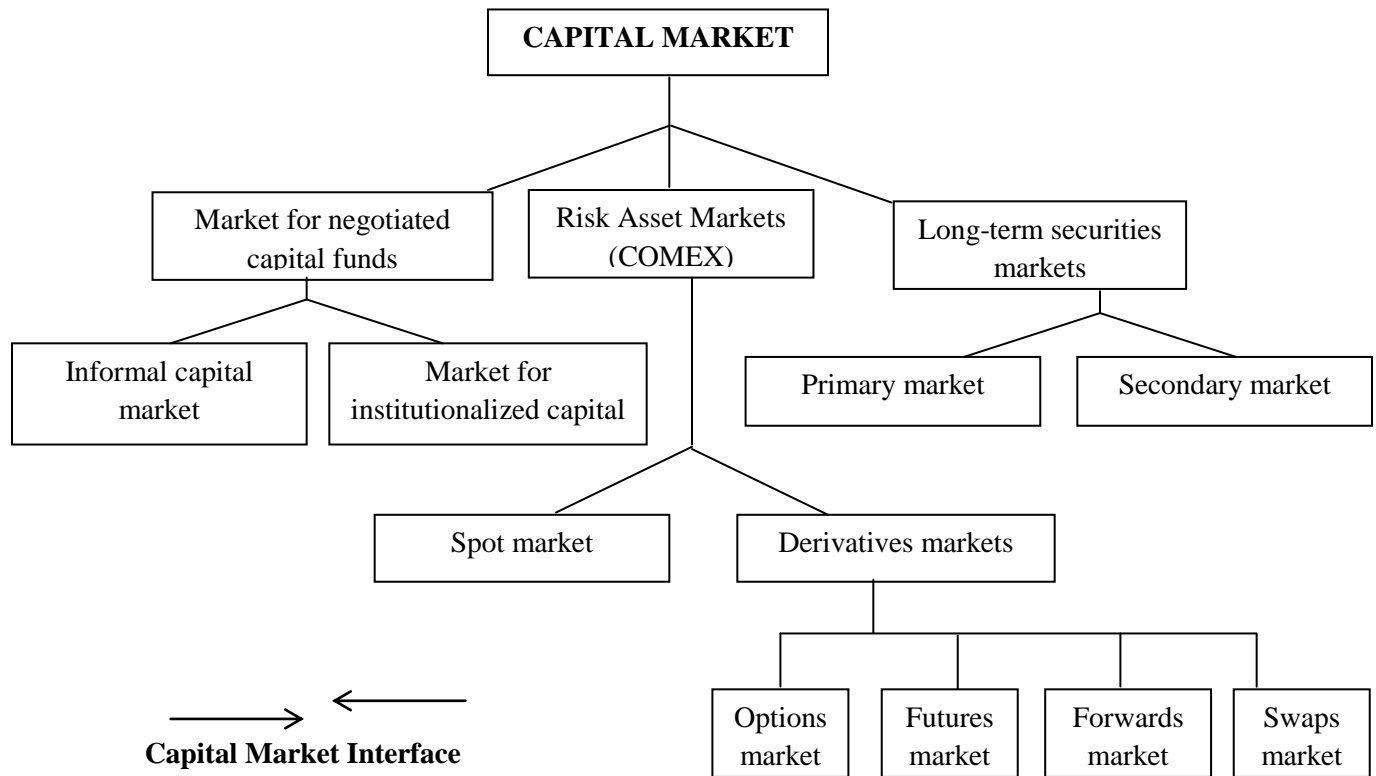 CAPITAL MARKET
Market for negotiated
capital funds
Risk Asset Markets
(COMEX)
Long-term securities
markets
Informal capital
market
Market for
institutionalized capital
Primary market
Secondary market
Spot market
Derivatives markets
Options
market
Futures
market
Forwards
market
Swaps
market
Capital Market Interface